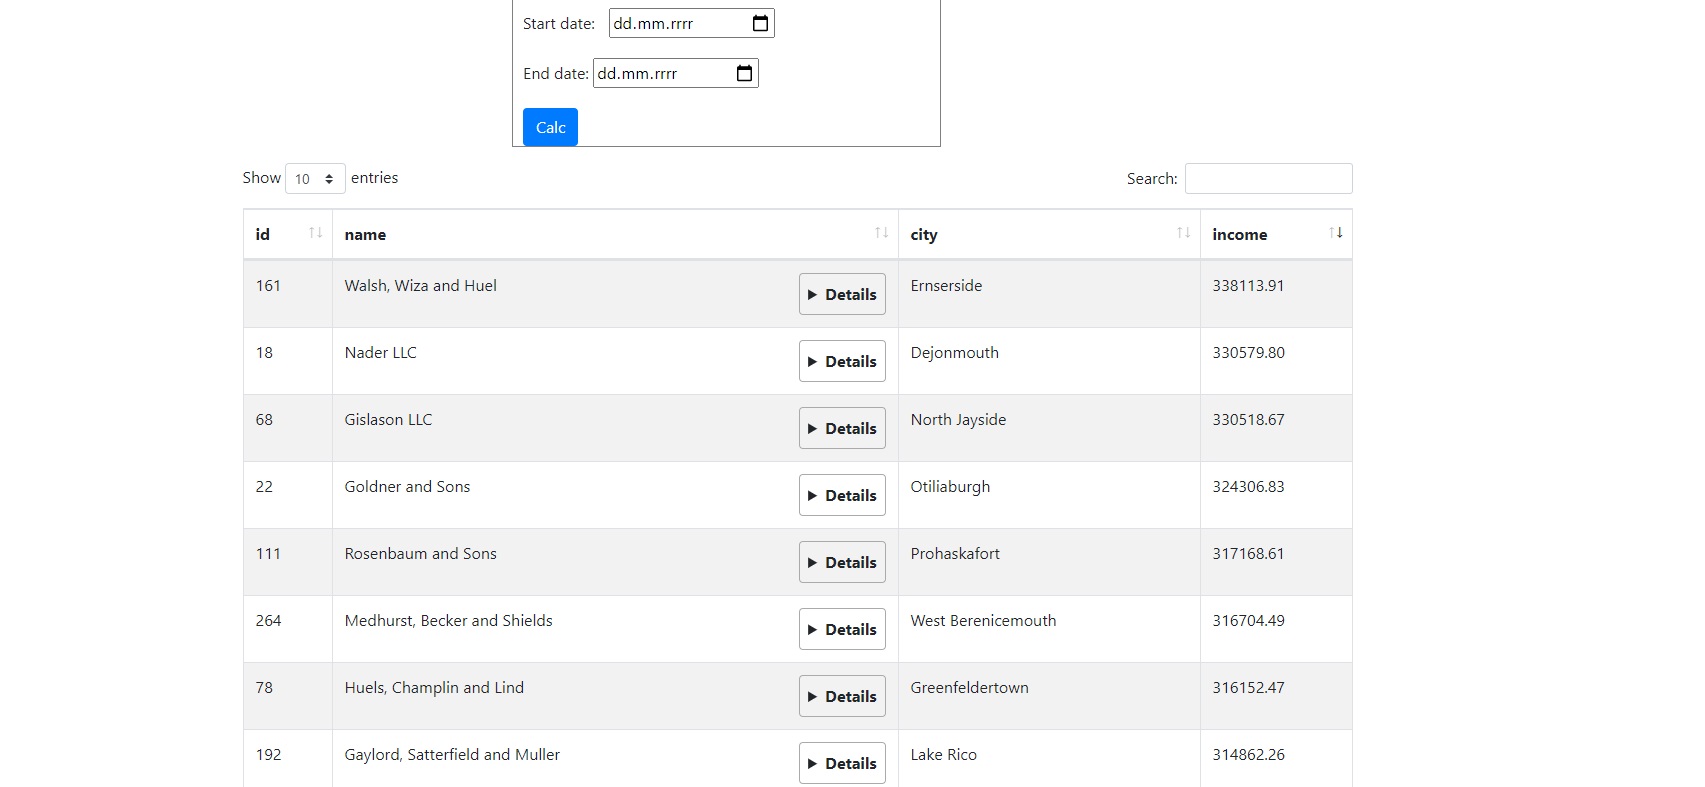 Start date: dd.mm.rrrr
End date: dd.mm.rrrr
Calc
Show 10 entries Search:
id name city income
161 Walsh, Wiza and Huel Details Ernserside 338113.91
18 Nader LLC Details Dejonmouth 330579.80
68 Gislason LLC Details North Jayside 330518.67
22 Goldner and Sons Details Otiliaburgh 324306.83
111 Rosenbaum and Sons Details Prohaskafort 317168.61
264 Medhurst, Becker and Shields Details West Berenicemouth 316704.49
78 Huels, Champlin and Lind Details Greenfeldertown 316152.47
192 Gaylord, Satterfield and Muller Details Lake Rico 314862.26